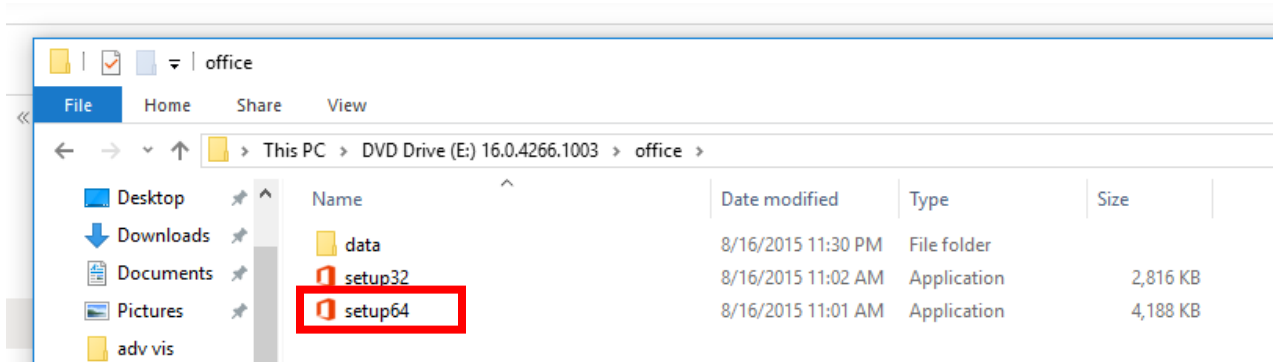 office
File Home Share View
This PC > DVD Drive (E:) 16.0.4266.1003 > office >
Desktop
Downloads
Documents
Pictures
adv vis
Name Date modified Type Size
data 8/16/2015 11:30 PM File folder
setup32 8/16/2015 11:02 AM Application 2,816 KB
setup64 8/16/2015 11:01 AM Application 4,188 KB